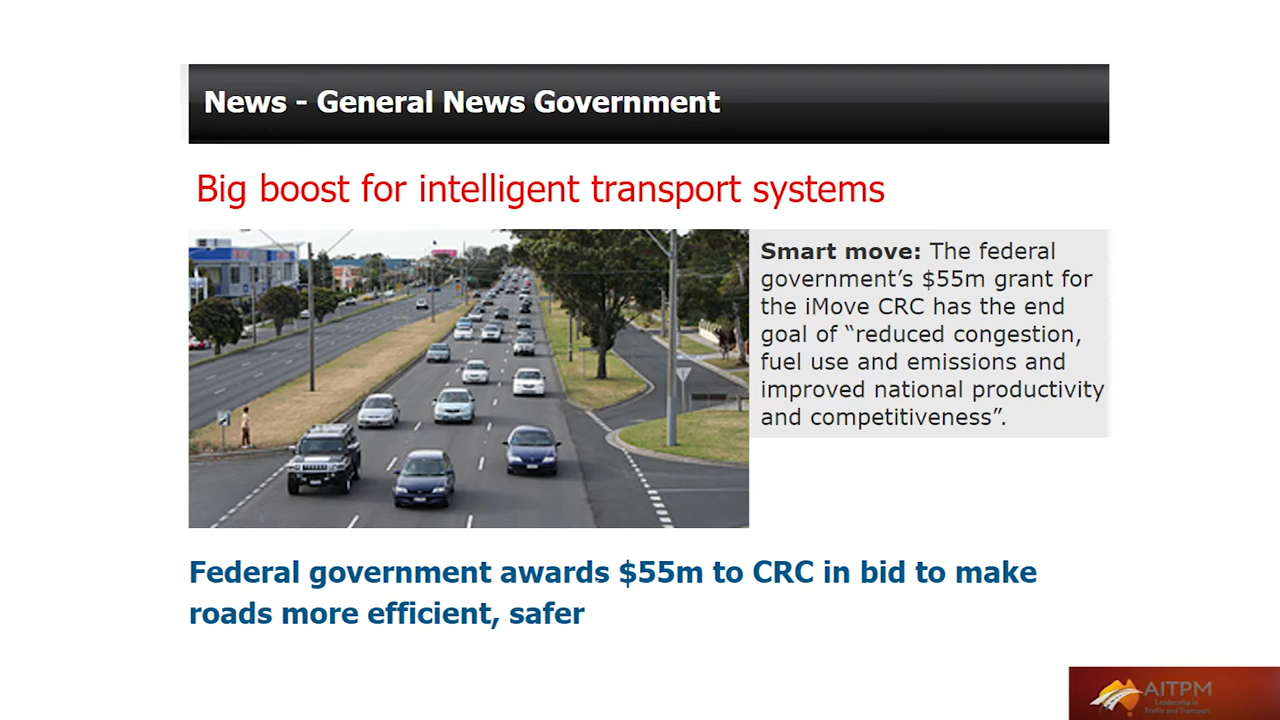 News - General News Government
Big boost for intelligent transport systems
Smart move: The federal
government’s $55m grant for
the iMove CRC has the end
goal of “reduced congestion,
fuel use and emissions and
improved national productivity
and competitiveness”.
Federal government awards $55m to CRC in bid to make
roads more efficient, safer
AITPM
Leadership in
Traffic and Transport